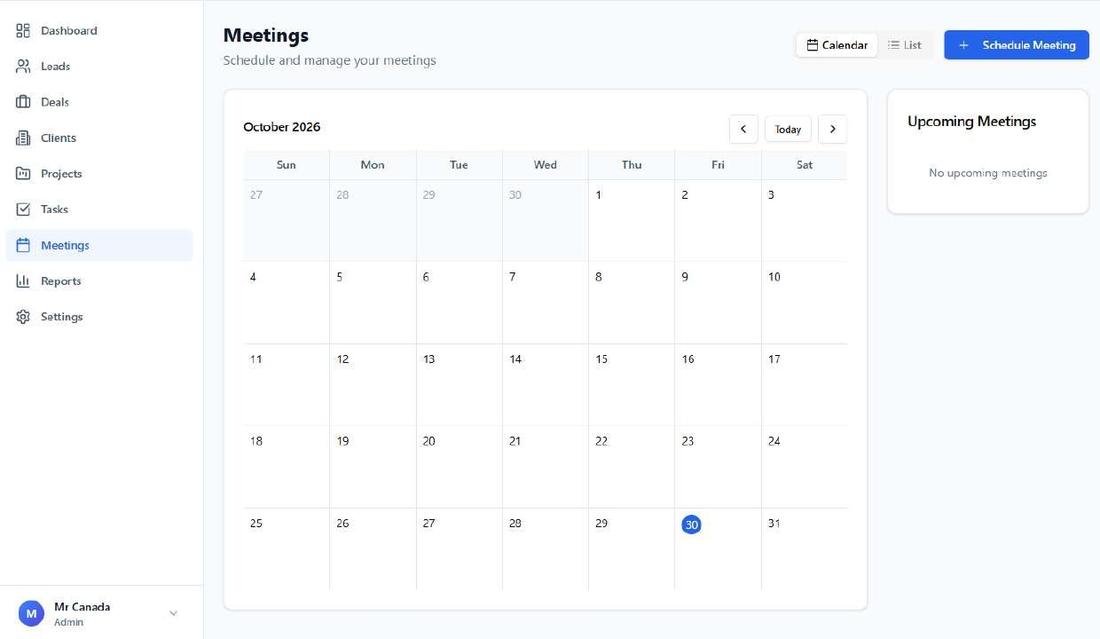 Dashboard
Leads
Deals
Clients
Projects
Tasks
Meetings
Reports
Settings
M
Mr Canada
Admin
Meetings
Schedule and manage your meetings
Calendar
List
+ Schedule Meeting
October 2026
Today
Sun Mon Tue Wed Thu Fri Sat
27 28 29 30 1 2 3
4 5 6 7 8 9 10
11 12 13 14 15 16 17
18 19 20 21 22 23 24
25 26 27 28 29 30 31
Upcoming Meetings
No upcoming meetings